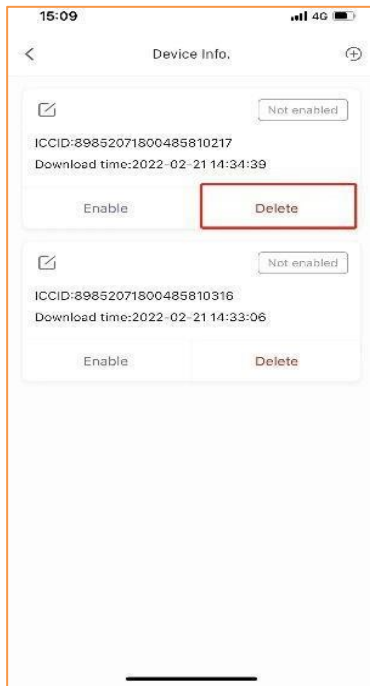 15:09 4G
Device Info.
Not enabled
ICCID:89852071800485810217
Download time:2022-02-21 14:34:39
Enable Delete
Not enabled
ICCID:89852071800485810316
Download time:2022-02-21 14:33:06
Enable Delete